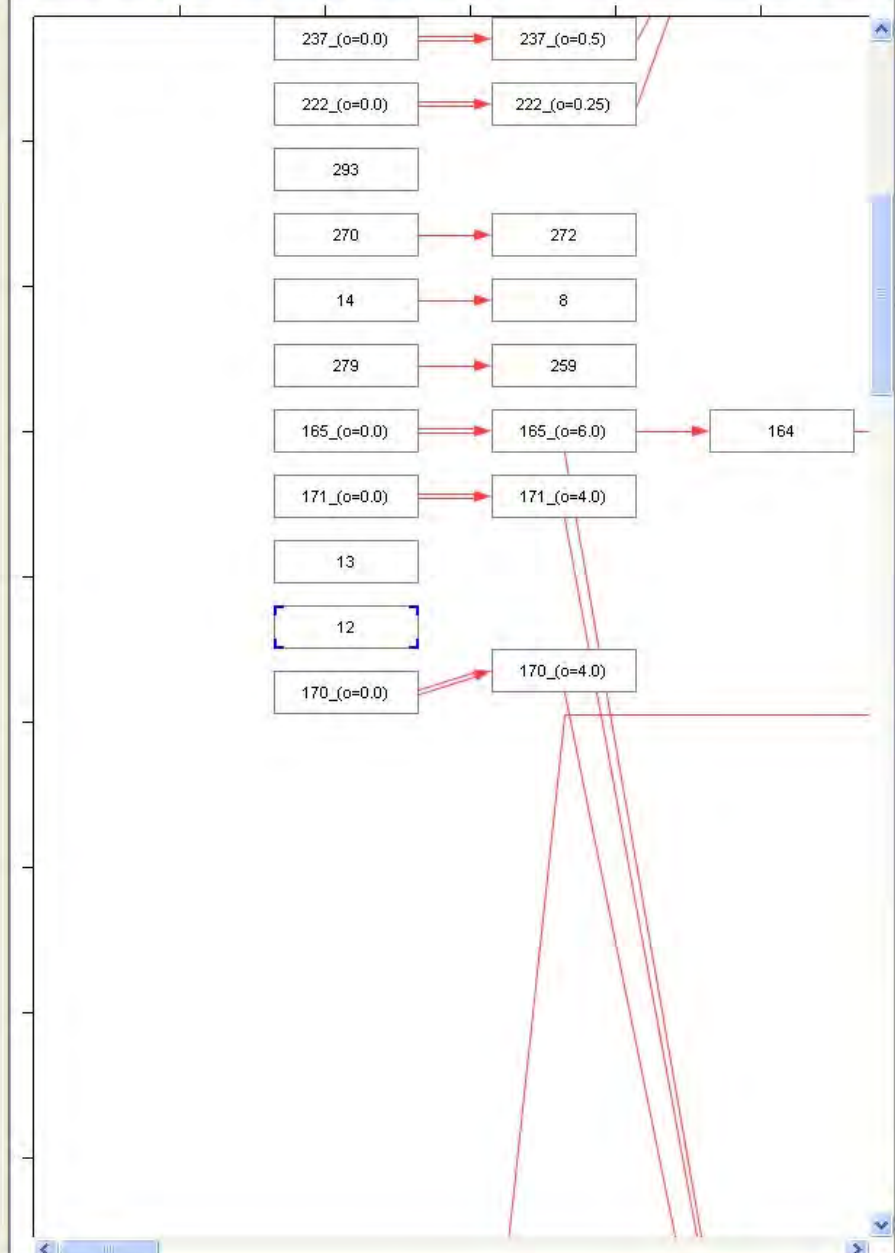 237_(o=0.0) 237_(o=0.5)
222_(o=0.0) 222_(o=0.25)
293
270 272
14 8
279 259
165_(o=0.0) 165_(o=6.0) 164
171_(o=0.0) 171_(o=4.0)
13
12
170_(o=4.0)
170_(o=0.0)